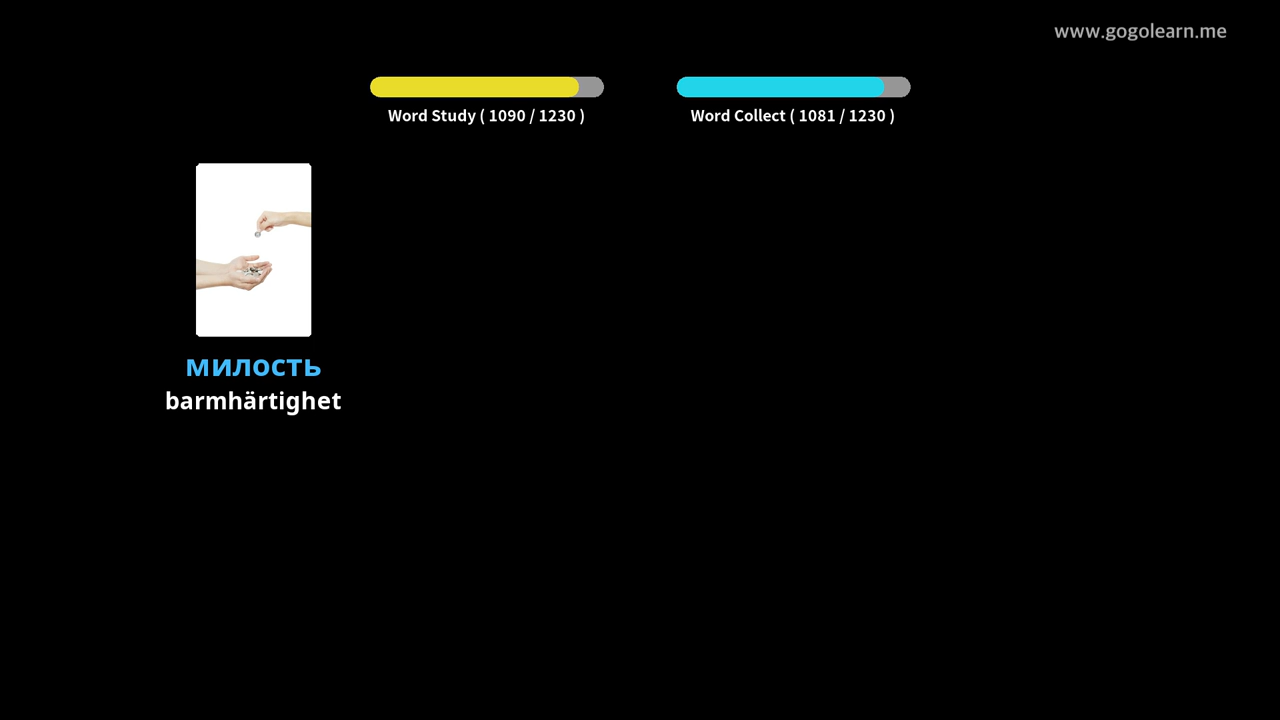 www.gogolearn.me
Word Study ( 1090 / 1230 )
Word Collect ( 1081 / 1230 )
милость
barmhärtighet